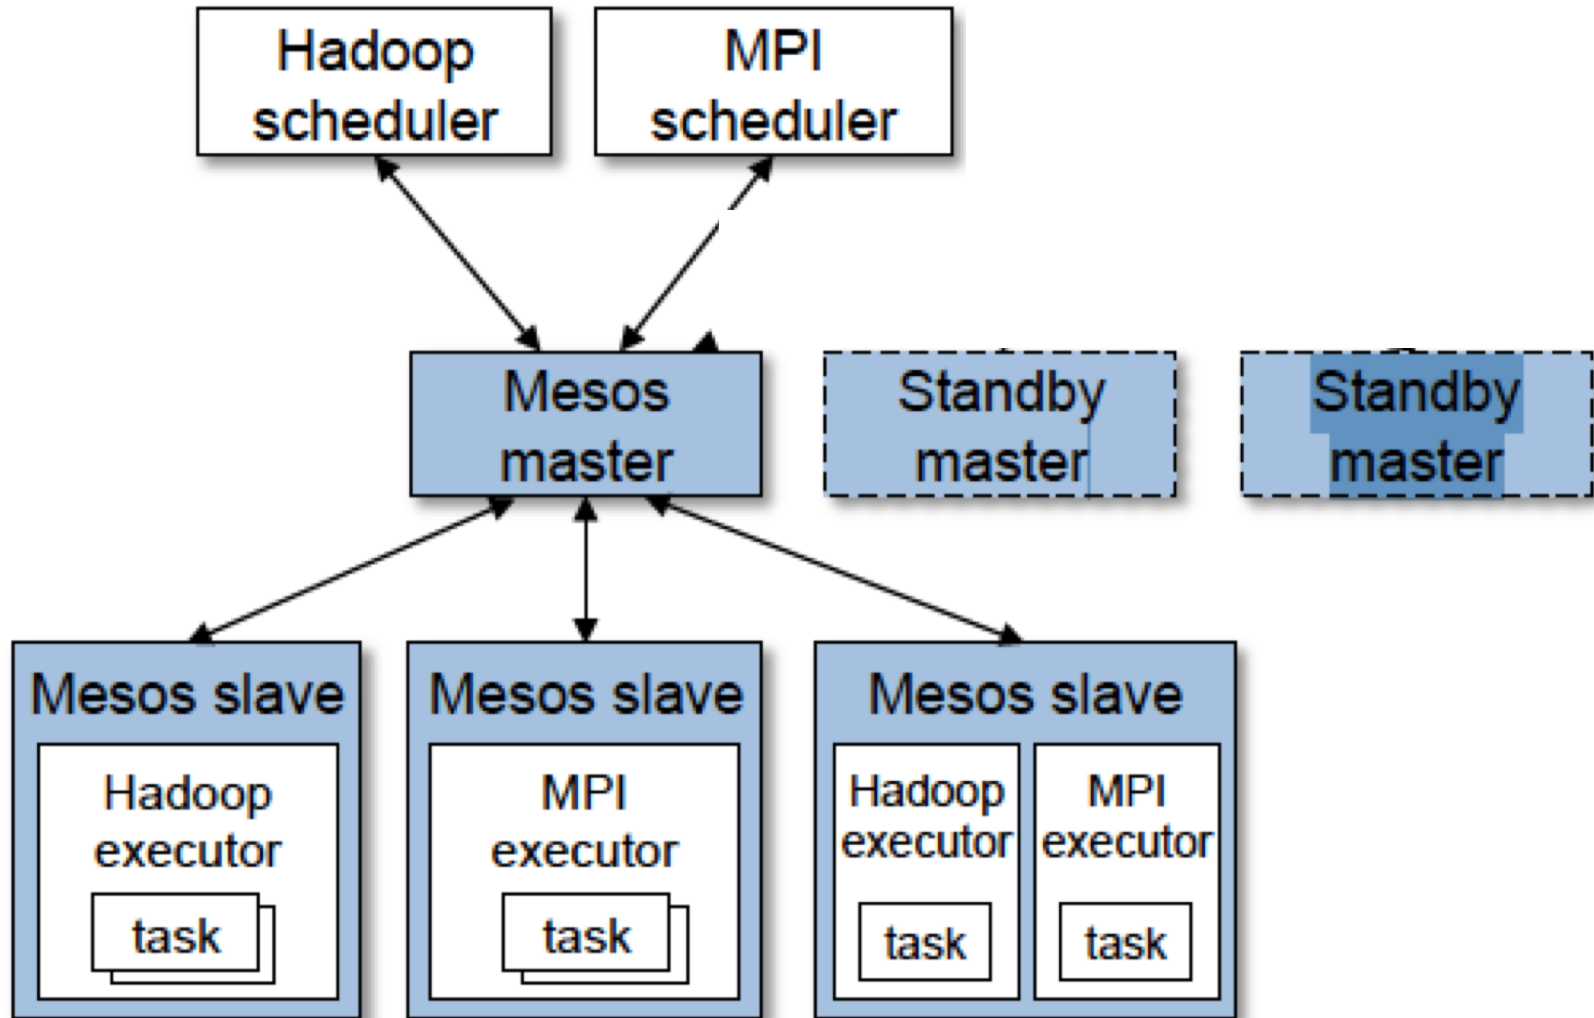 Hadoop
scheduler
MPI
scheduler
Mesos
master
Standby
master
Standby
master
Mesos slave
Hadoop
executor
task
Mesos slave
MPI
executor
task
Mesos slave
Hadoop
executor
task
MPI
executor
task